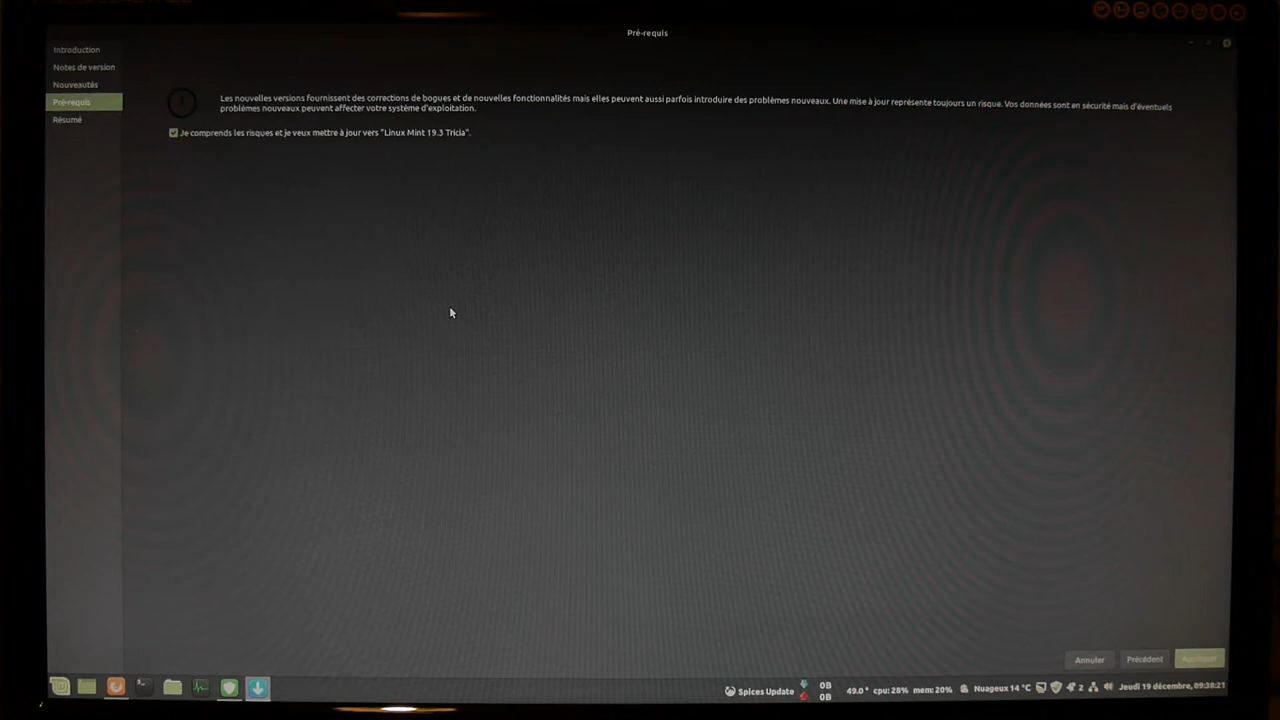 Pré-requis
Introduction
Notes de version
Nouveautés
Pré-requis
Résumé
Les nouvelles versions fournissent des corrections de bogues et de nouvelles fonctionnalités mais elles peuvent aussi parfois introduire des problèmes nouveaux. Une mise à jour représente toujours un risque. Vos données sont en sécurité mais d'éventuels
problèmes nouveaux peuvent affecter votre système d'exploitation.
Je comprends les risques et je veux mettre à jour vers "Linux Mint 19.3 Tricia".
Annuler
Précédent
Appliquer
Spices Update
0B
0B
49.0° cpu: 28% mem: 20%
Nuageux 14 °C
2
Jeudi 19 décembre, 09:38:21